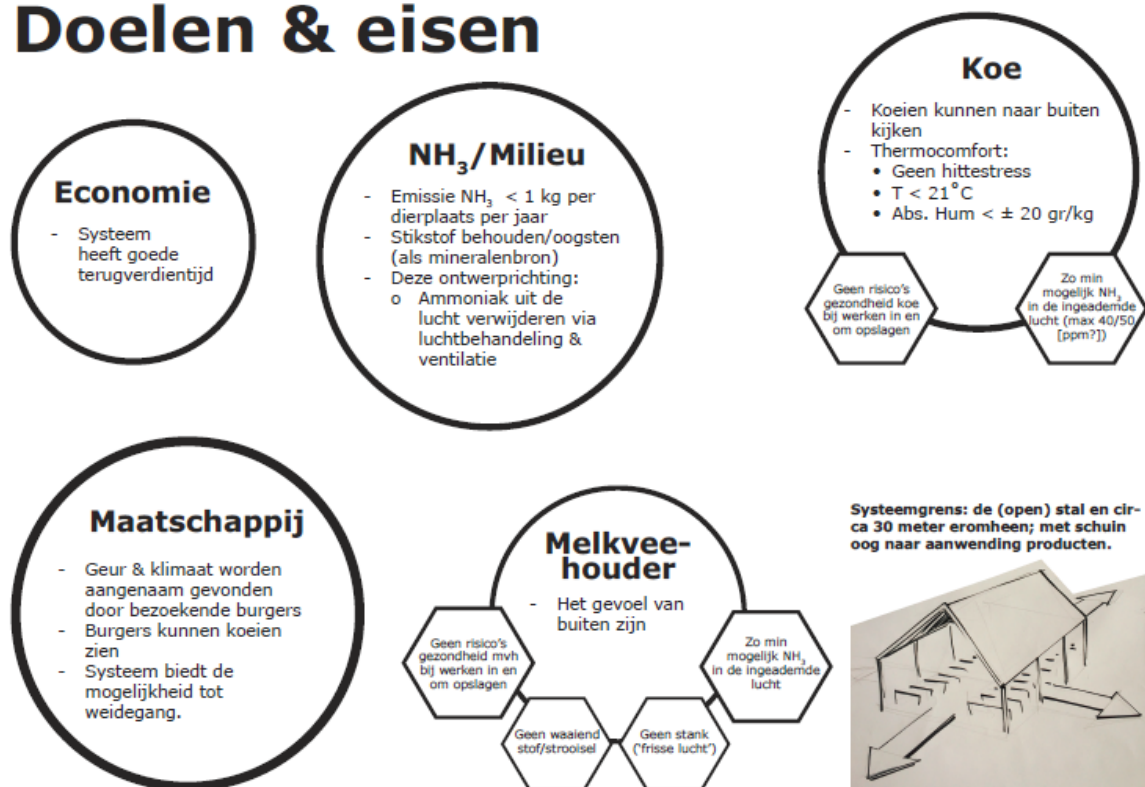 Doelen & eisen
Economie
- Systeem
heeft goede
terugverdientijd
NH₃/Milieu
- Emissie NH₃ < 1 kg per
dierplaats per jaar
- Stikstof behouden/oogsten
(als mineralenbron)
- Deze ontwerprichting:
o Ammoniak uit de
lucht verwijderen via
luchtbehandeling &
ventilatie
Koe
- Koeien kunnen naar buiten
kijken
- Thermocomfort:
• Geen hittestress
• T < 21°C
• Abs. Hum < ± 20 gr/kg
Geen risico's
gezondheid koe
bij werken in en
om opslagen
Zo min
mogelijk NH₃
in de ingeademde
lucht (max 40/50
[ppm?])
Maatschappij
- Geur & klimaat worden
aangenaam gevonden
door bezoekende burgers
- Burgers kunnen koeien
zien
- Systeem biedt de
mogelijkheid tot
weidegang.
Melkvee-
houder
- Het gevoel van
buiten zijn
Geen risico's
gezondheid mvh
bij werken in en
om opslagen
Geen waaiend
stof/strooisel
Geen stank
('frisse lucht')
Zo min
mogelijk NH₃
in de ingeademde
lucht
Systeemgrens: de (open) stal en cir-
ca 30 meter eromheen; met schuin
oog naar aanwending producten.